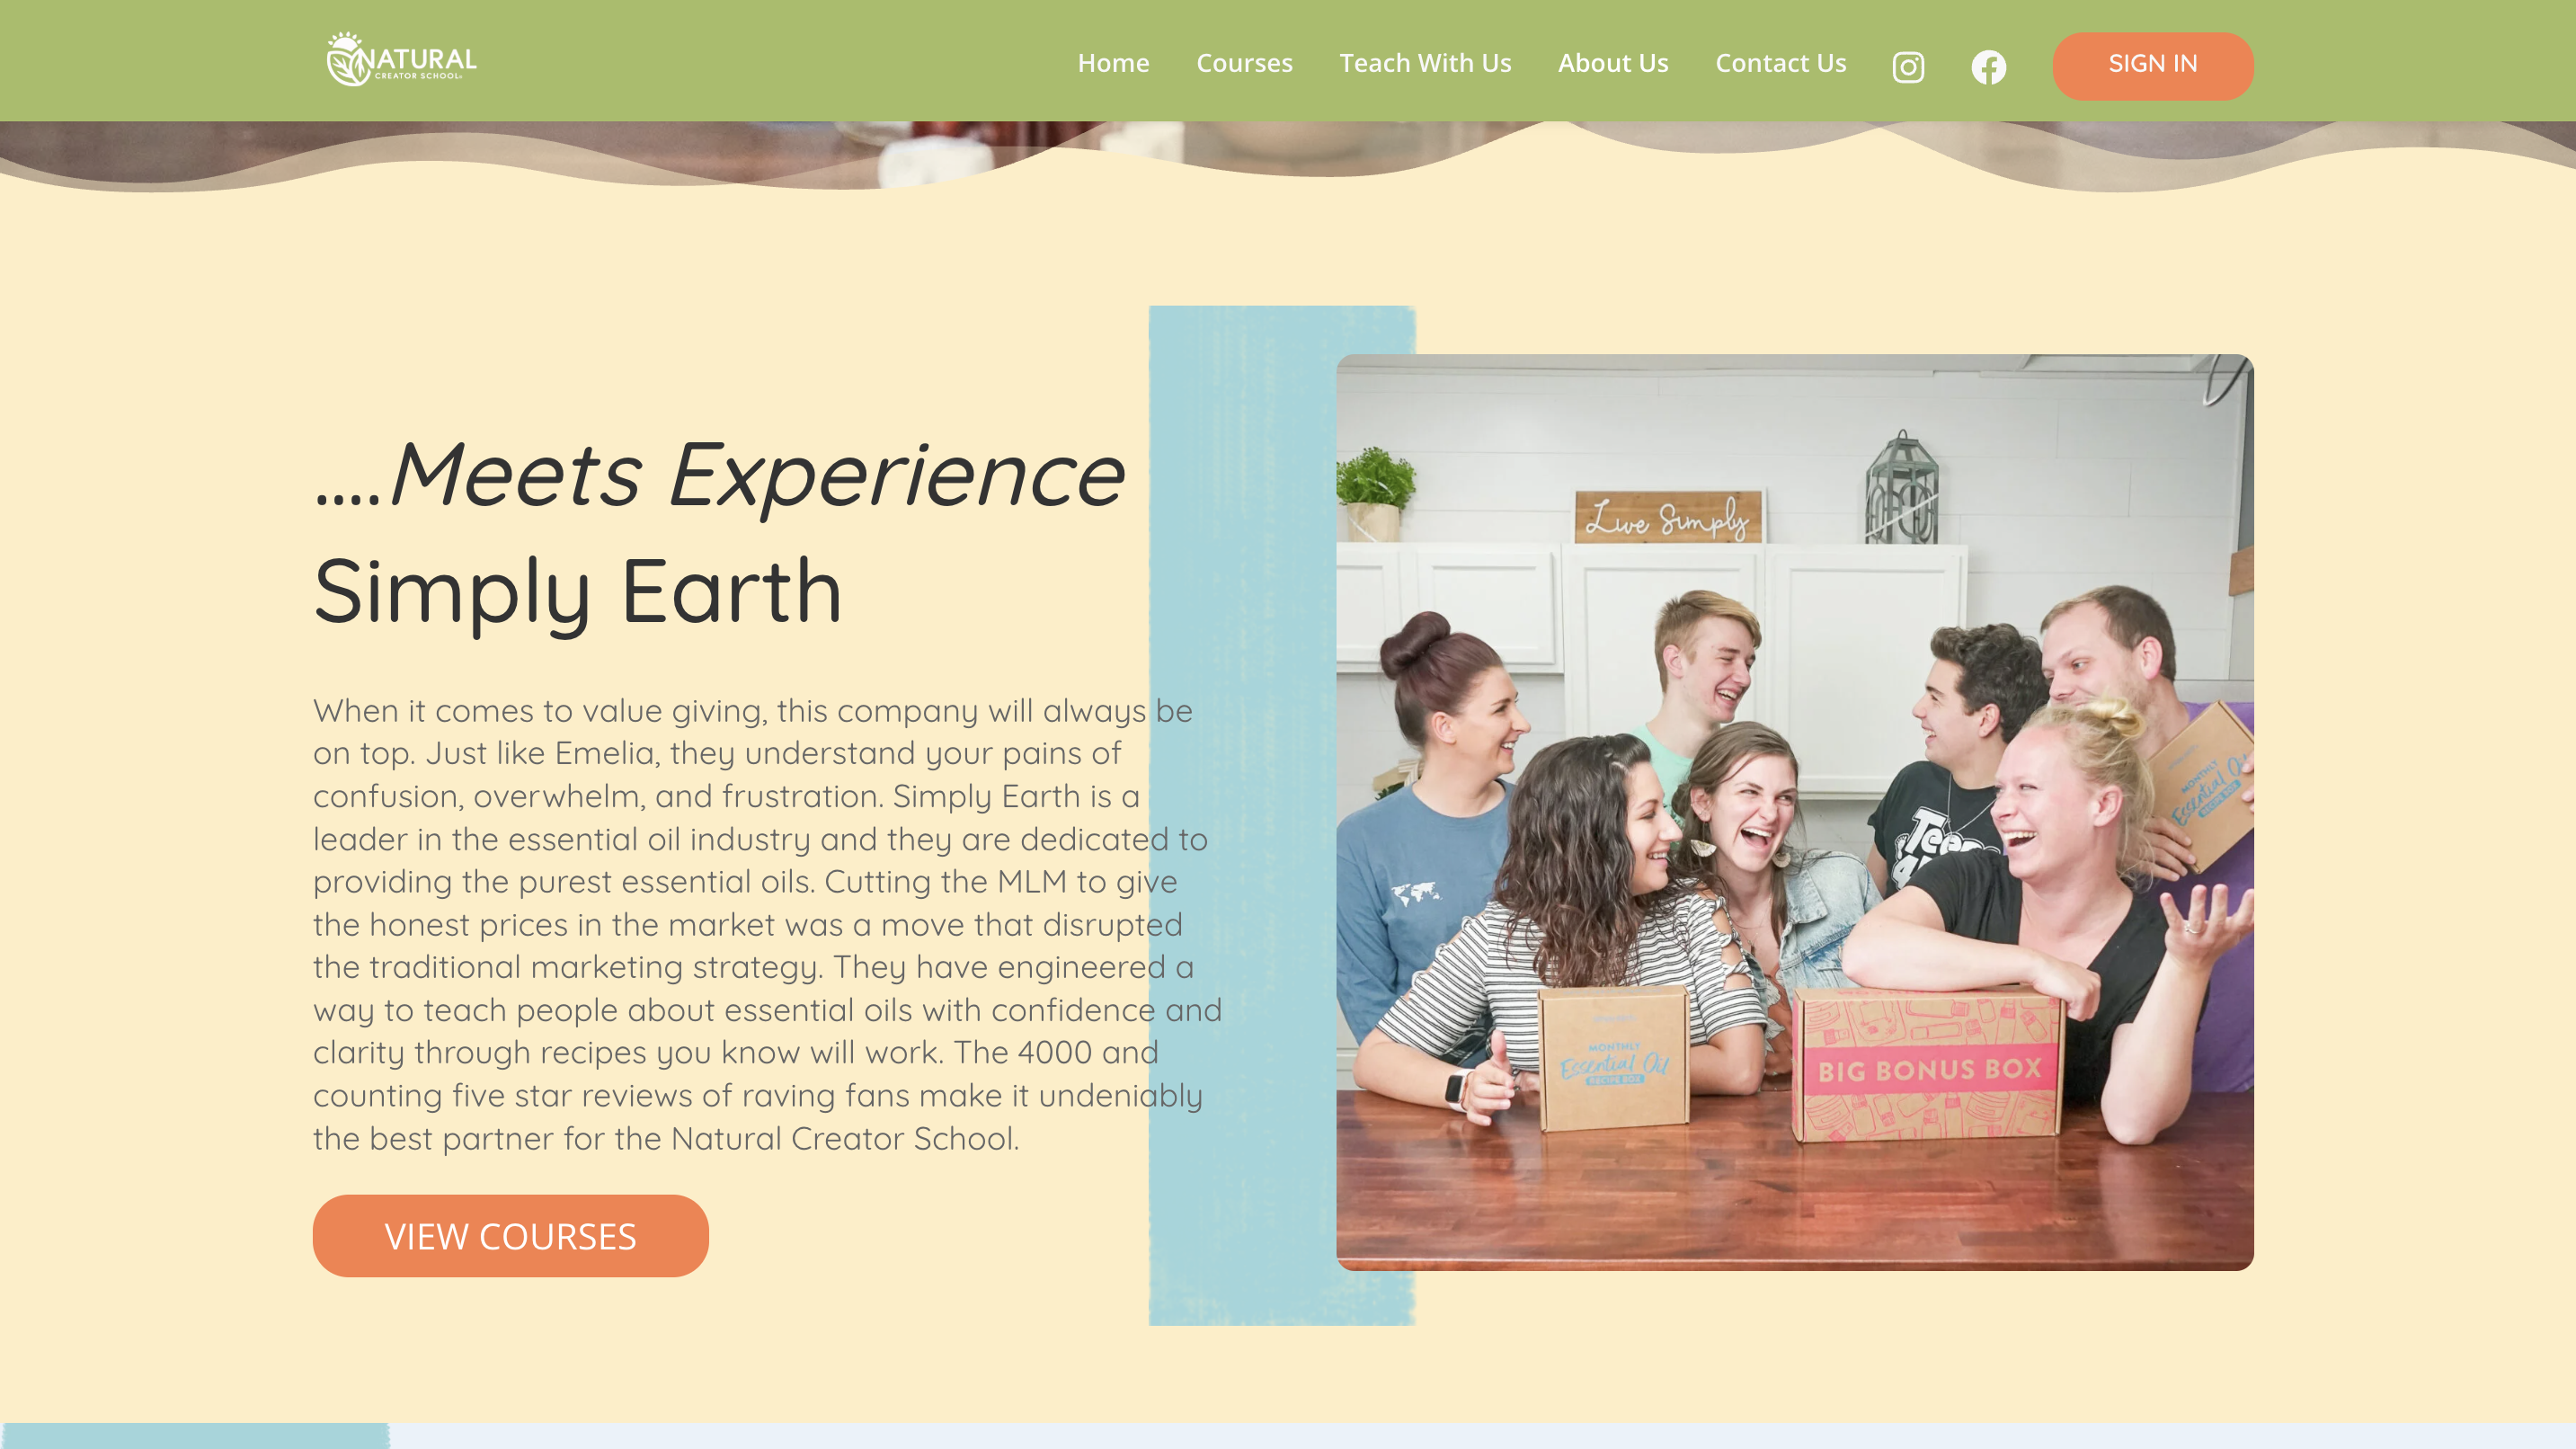 NATURAL
CREATOR SCHOOL
Home Courses Teach With Us About Us Contact Us SIGN IN
....Meets Experience
Simply Earth
When it comes to value giving, this company will always be
on top. Just like Emelia, they understand your pains of
confusion, overwhelm, and frustration. Simply Earth is a
leader in the essential oil industry and they are dedicated to
providing the purest essential oils. Cutting the MLM to give
the honest prices in the market was a move that disrupted
the traditional marketing strategy. They have engineered a
way to teach people about essential oils with confidence and
clarity through recipes you know will work. The 4000 and
counting five star reviews of raving fans make it undeniably
the best partner for the Natural Creator School.
VIEW COURSES
Live Simply
MONTHLY
Essential Oil
RECIPE BOX
BIG BONUS BOX
MONTHLY
Essential Oil
RECIPE BOX